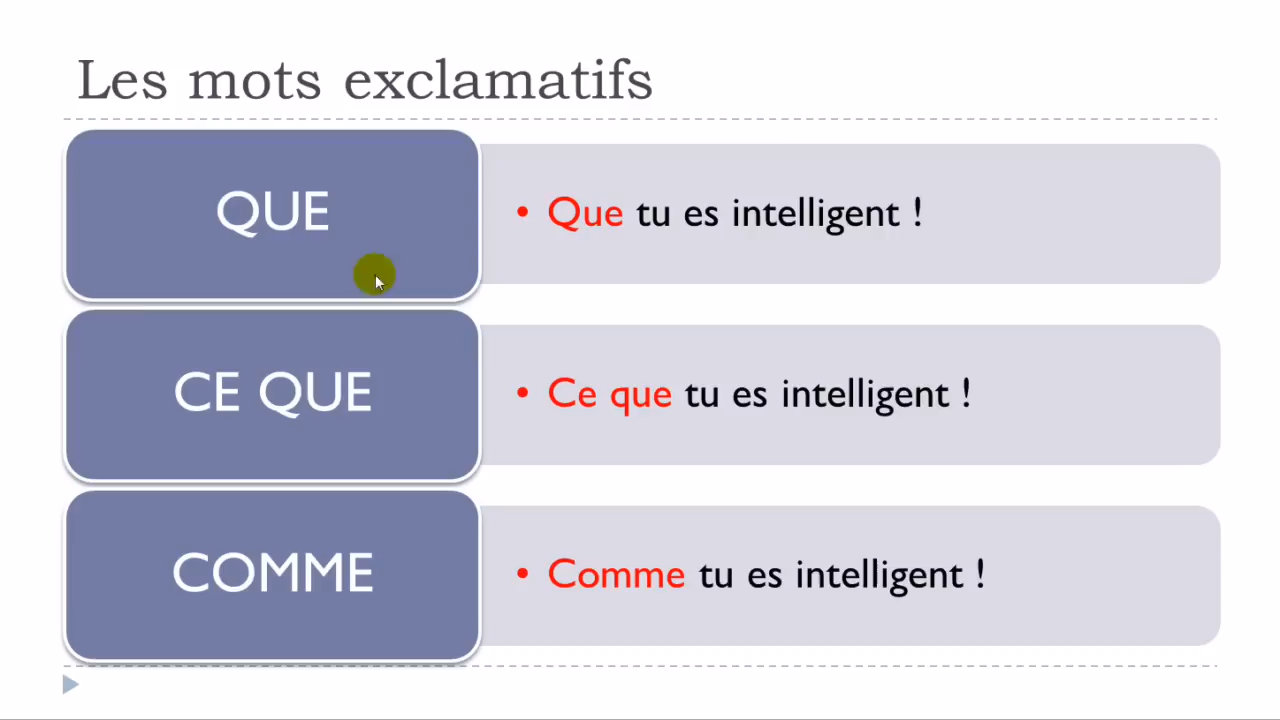 Les mots exclamatifs
QUE
• Que tu es intelligent !
CE QUE
• Ce que tu es intelligent !
COMME
• Comme tu es intelligent !